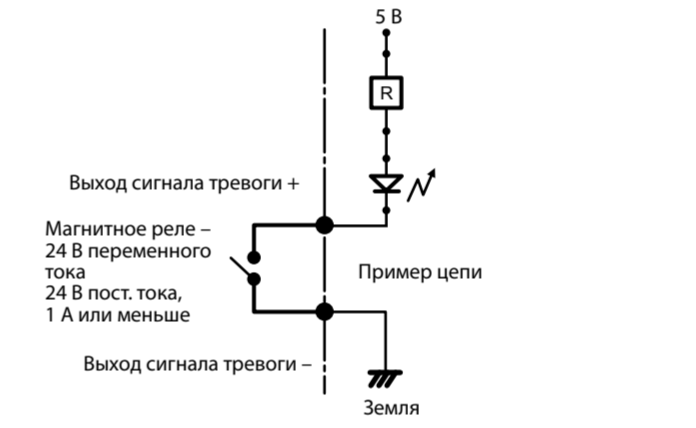 5 В
R
Выход сигнала тревоги +
Магнитное реле –
24 В переменного
тока
24 В пост. тока,
1 А или меньше
Пример цепи
Выход сигнала тревоги –
Земля